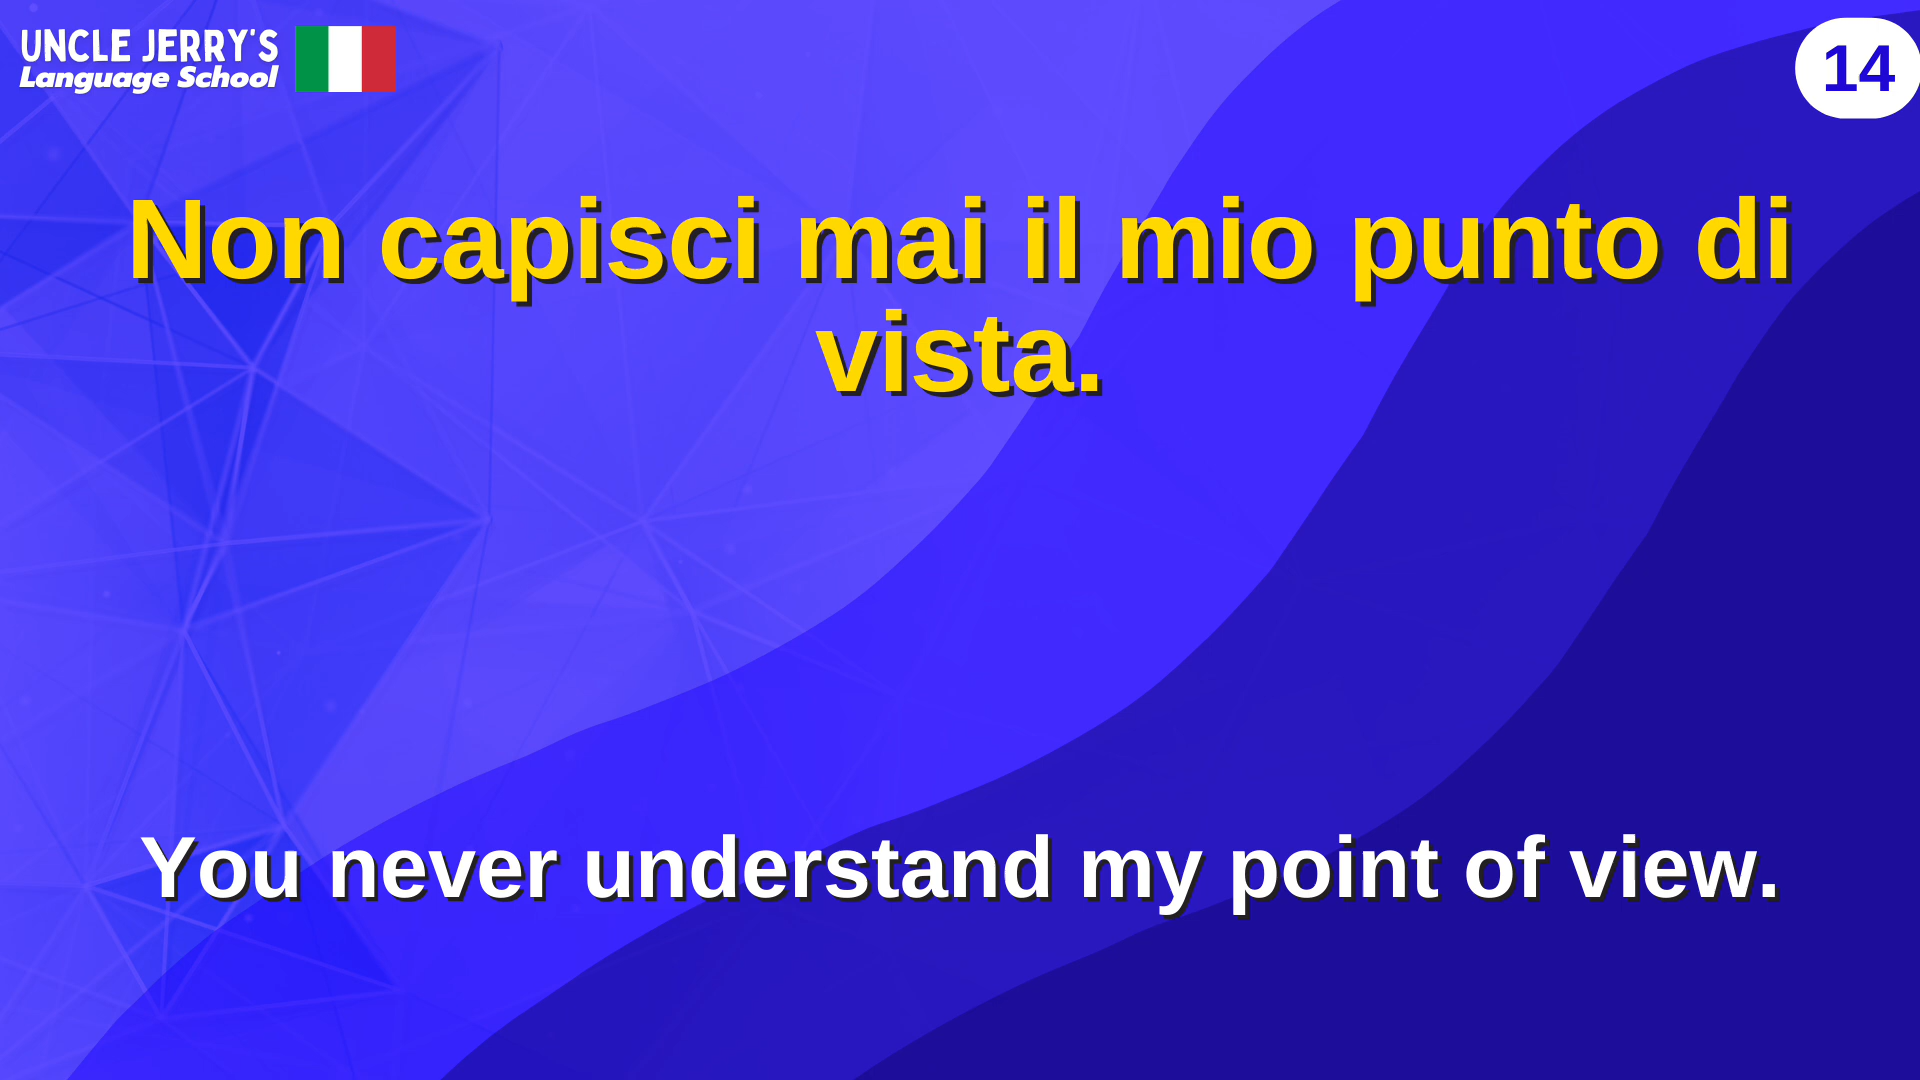 UNCLE JERRY'S
Language School
14
Non capisci mai il mio punto di
vista.
You never understand my point of view.